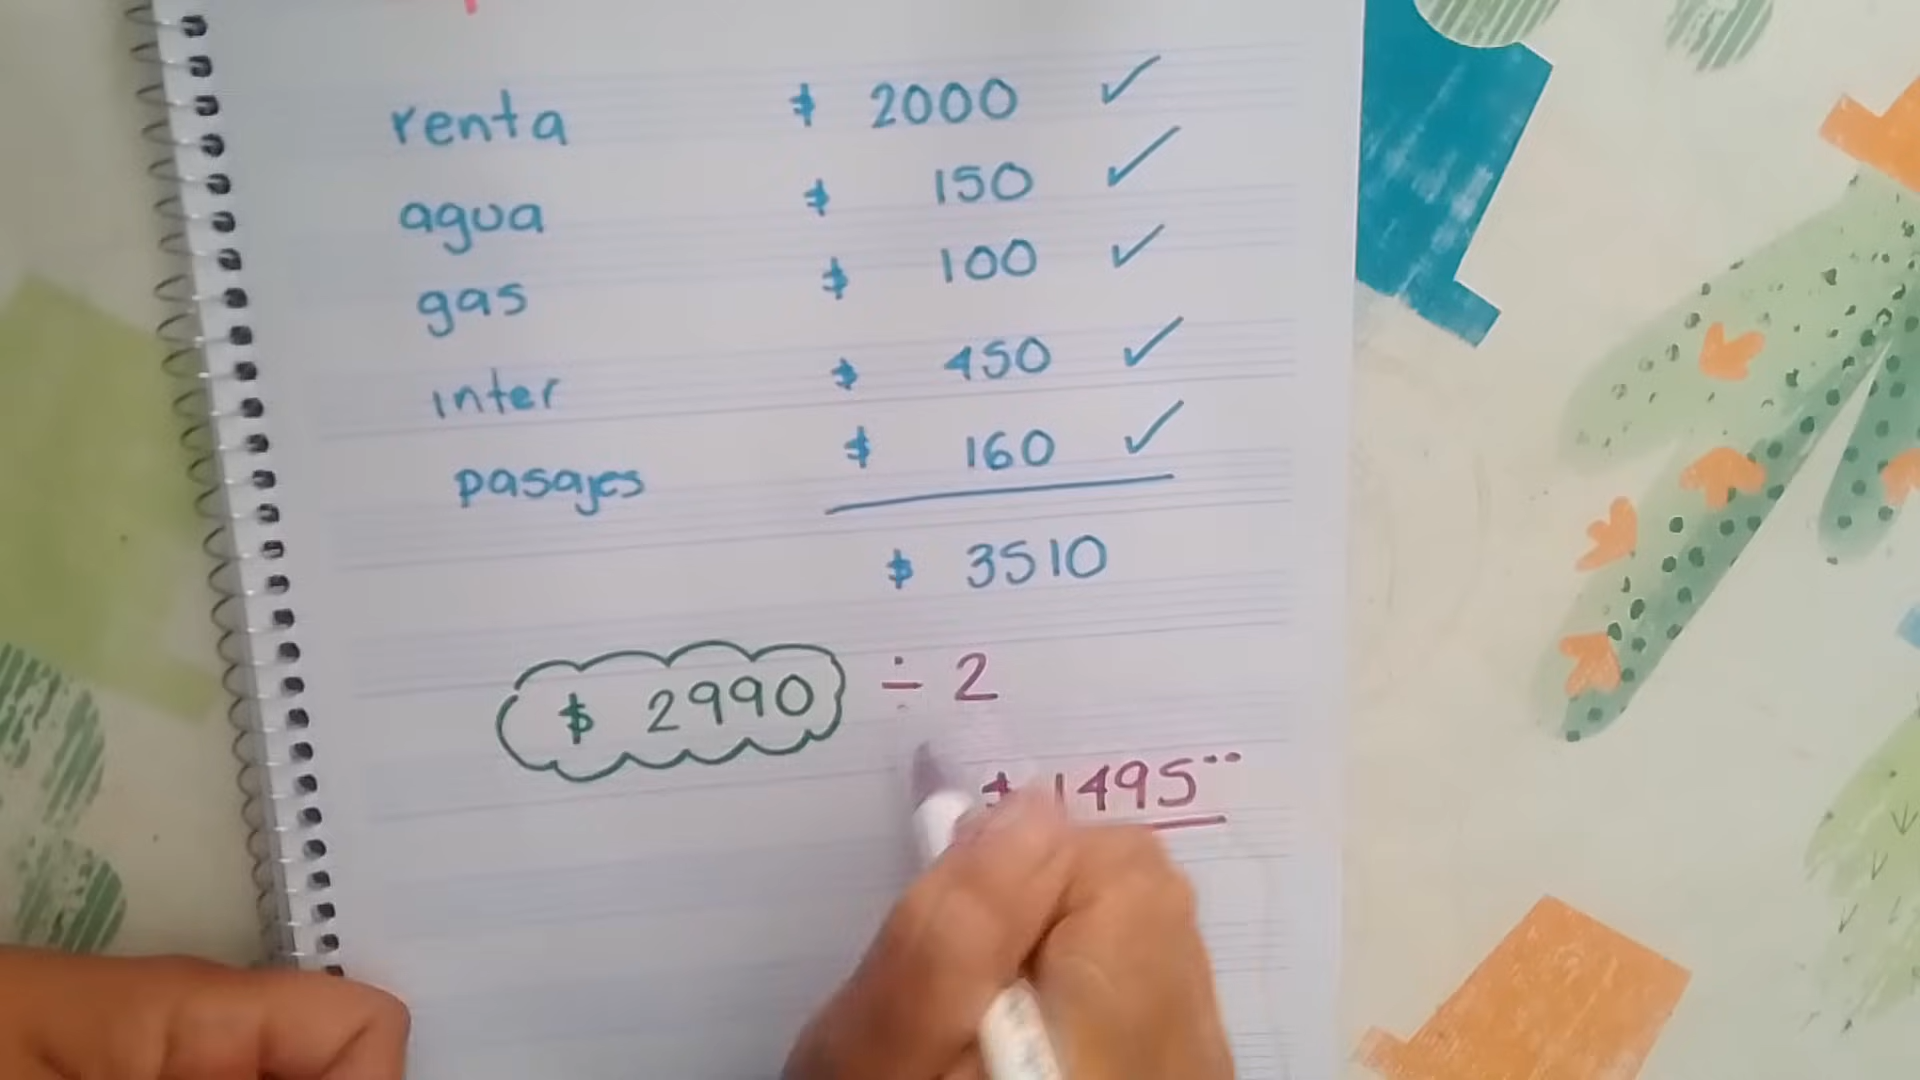 renta $ 2000 ✓
agua $ 150 ✓
gas $ 100 ✓
inter $ 450 ✓
pasajes $ 160 ✓
$ 3510
$ 2990 ÷ 2
$ 1495